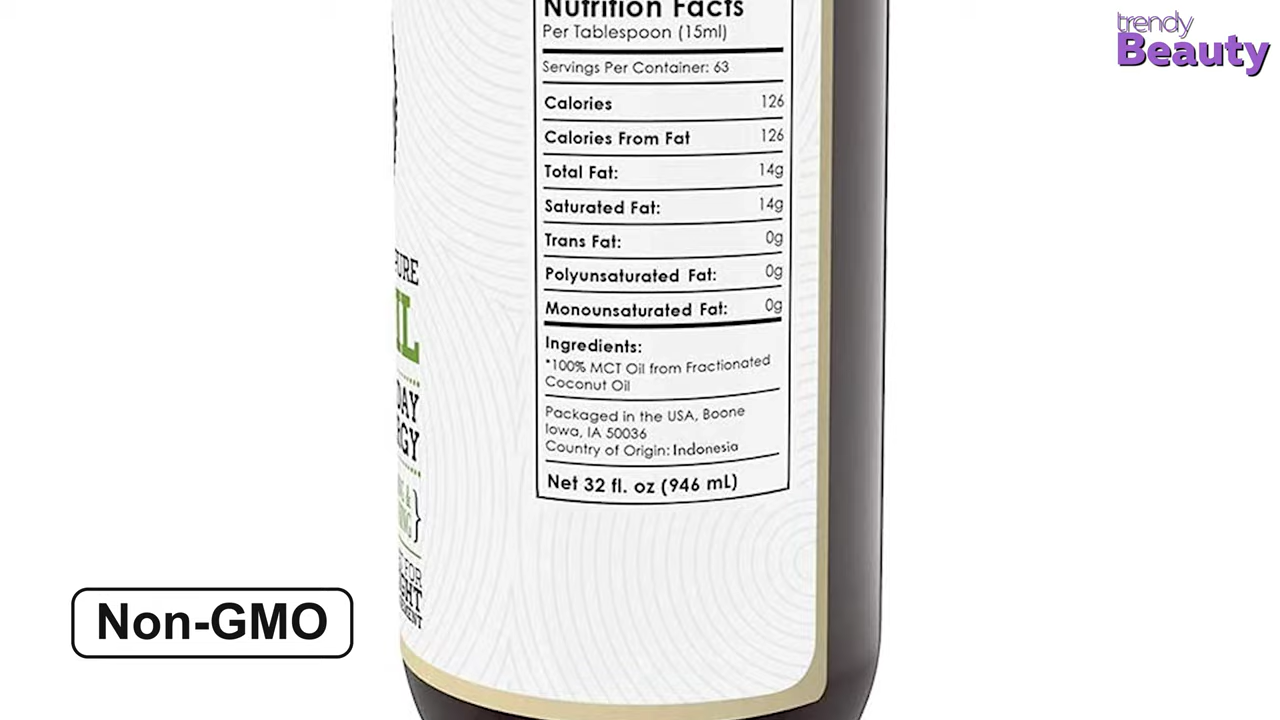 trendy
Beauty
Nutrition Facts
Per Tablespoon (15ml)
Servings Per Container: 63
Calories 126
Calories From Fat 126
Total Fat: 14g
Saturated Fat: 14g
Trans Fat: 0g
Polyunsaturated Fat: 0g
Monounsaturated Fat: 0g
Ingredients:
*100% MCT Oil from Fractionated
Coconut Oil
Packaged in the USA, Boone
Iowa, IA 50036
Country of Origin: Indonesia
Net 32 fl. oz (946 mL)
Non-GMO